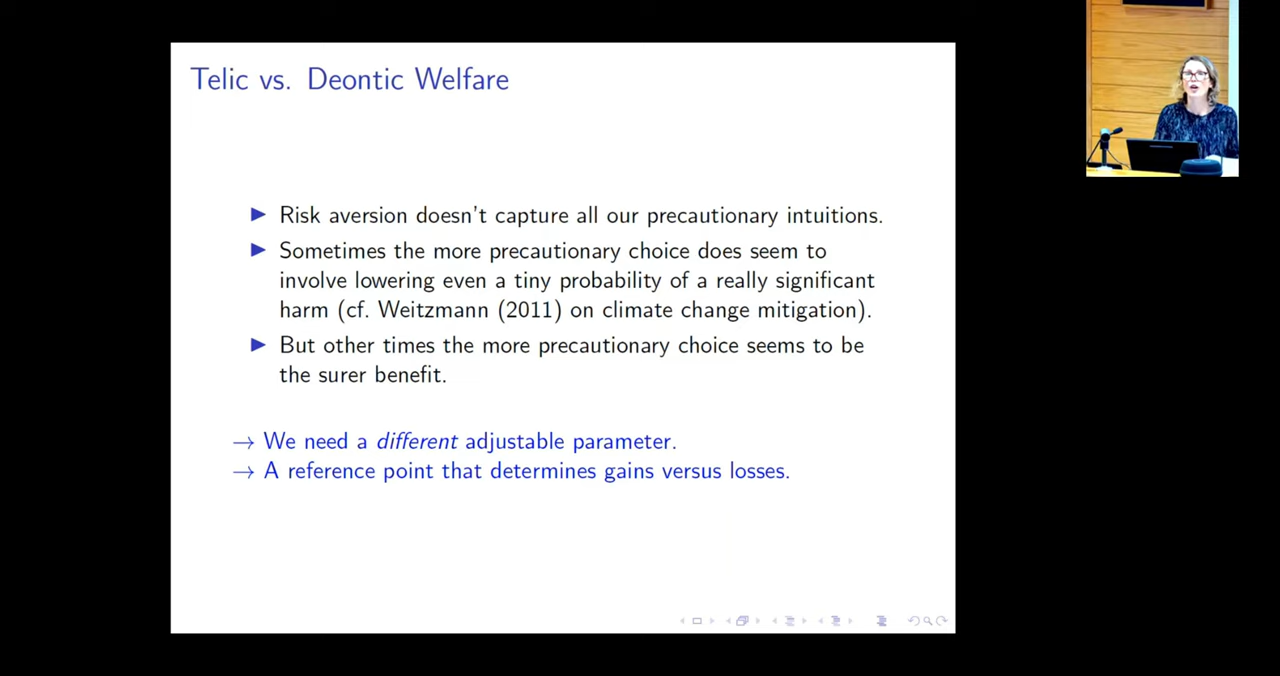 Telic vs. Deontic Welfare
▶ Risk aversion doesn't capture all our precautionary intuitions.
▶ Sometimes the more precautionary choice does seem to
involve lowering even a tiny probability of a really significant
harm (cf. Weitzmann (2011) on climate change mitigation).
▶ But other times the more precautionary choice seems to be
the surer benefit.
→ We need a different adjustable parameter.
→ A reference point that determines gains versus losses.